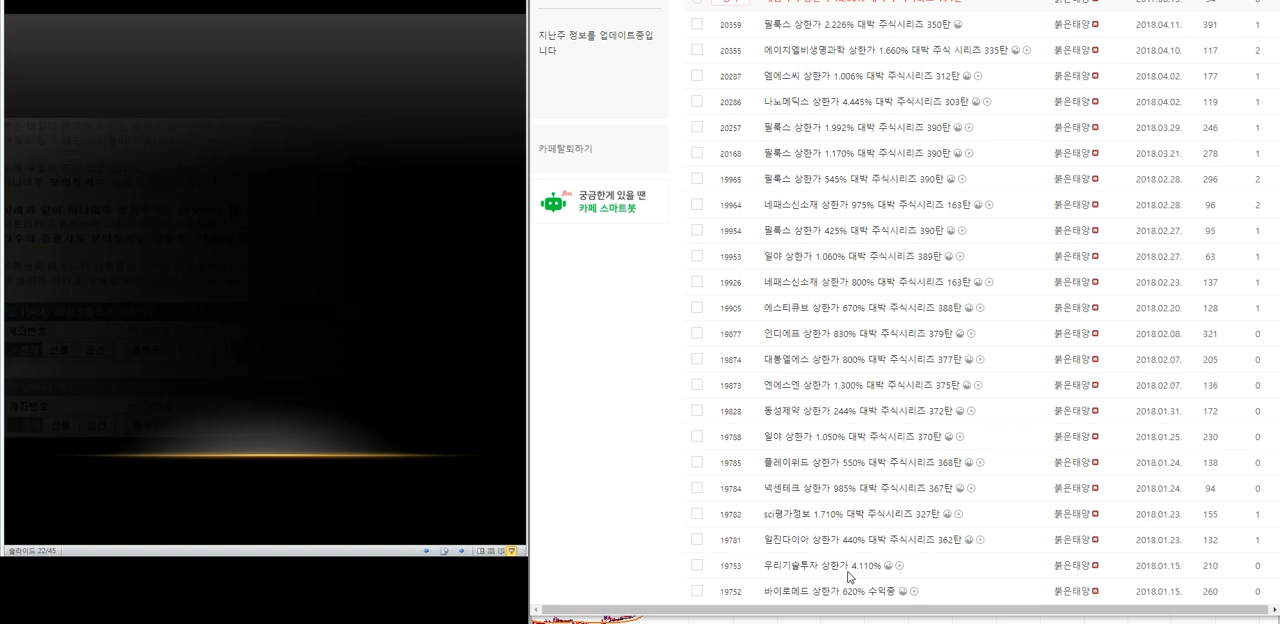 계좌번호
선물
옵션
계좌번호
선물
옵션
슬라이드 22/45
지난주 정보를 업데이트중입
니다
카페탈퇴하기
Beta
궁금한게 있을 땐
카페 스마트봇
20359 필룩스 상한가 2.226% 대박 주식시리즈 350탄 붉은태양 2018.04.11. 391 1
20355 에이치엘비생명과학 상한가 1.660% 대박 주식 시리즈 335탄 붉은태양 2018.04.10. 117 2
20287 엠에스씨 상한가 1.006% 대박 주식시리즈 312탄 붉은태양 2018.04.02. 177 1
20286 나노메딕스 상한가 4.445% 대박 주식시리즈 303탄 붉은태양 2018.04.02. 119 1
20257 필룩스 상한가 1.992% 대박 주식시리즈 390탄 붉은태양 2018.03.29. 246 1
20168 필룩스 상한가 1.170% 대박 주식시리즈 390탄 붉은태양 2018.03.21. 278 1
19965 필룩스 상한가 545% 대박 주식시리즈 390탄 붉은태양 2018.02.28. 296 2
19964 네패스신소재 상한가 975% 대박 주식시리즈 163탄 붉은태양 2018.02.28. 96 2
19954 필룩스 상한가 425% 대박 주식시리즈 390탄 붉은태양 2018.02.27. 95 1
19953 일야 상한가 1.060% 대박 주식시리즈 389탄 붉은태양 2018.02.27. 63 1
19926 네패스신소재 상한가 800% 대박 주식시리즈 163탄 붉은태양 2018.02.23. 137 1
19905 에스티큐브 상한가 670% 대박 주식시리즈 388탄 붉은태양 2018.02.20. 128 1
19877 인디에프 상한가 830% 대박 주식시리즈 379탄 붉은태양 2018.02.08. 321 0
19874 대봉엘에스 상한가 800% 대박 주식시리즈 377탄 붉은태양 2018.02.07. 205 0
19873 엔에스엔 상한가 1.300% 대박 주식시리즈 375탄 붉은태양 2018.02.07. 136 0
19828 동성제약 상한가 244% 대박 주식시리즈 372탄 붉은태양 2018.01.31. 172 0
19788 일야 상한가 1.050% 대박 주식시리즈 370탄 붉은태양 2018.01.25. 230 0
19785 플레이위드 상한가 550% 대박 주식시리즈 368탄 붉은태양 2018.01.24. 138 0
19784 넥센테크 상한가 985% 대박 주식시리즈 367탄 붉은태양 2018.01.24. 94 0
19782 sci평가정보 1.710% 대박 주식시리즈 327탄 붉은태양 2018.01.23. 155 1
19781 일진다이아 상한가 440% 대박 주식시리즈 362탄 붉은태양 2018.01.23. 132 1
19753 우리기술투자 상한가 4.110% 붉은태양 2018.01.15. 210 0
19752 바이로메드 상한가 620% 수익중 붉은태양 2018.01.15. 260 0